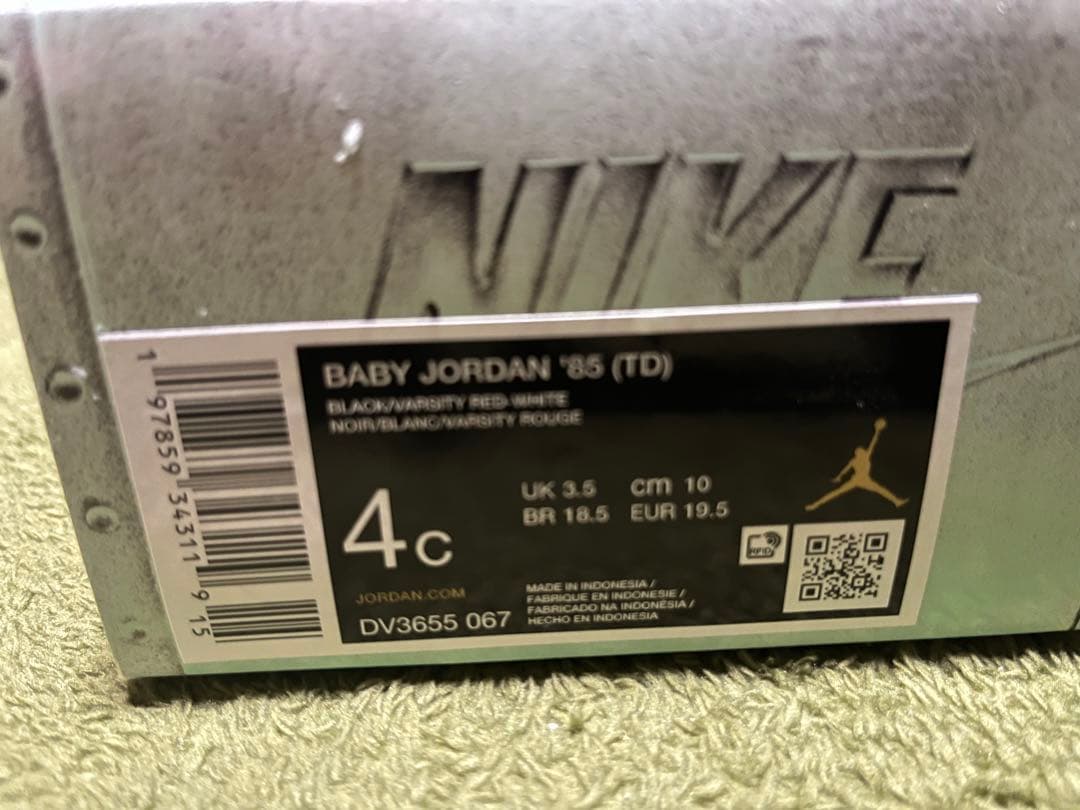 NIKE
BABY JORDAN '85 (TD)
BLACK/VARSITY RED-WHITE
NOIR/BLANC/VARSITY ROUGE
4C
UK 3.5 cm 10
BR 18.5 EUR 19.5
RFID
JORDAN.COM
DV3655 067
MADE IN INDONESIA /
FABRIQUE EN INDONESIE /
FABRICADO NA INDONÉSIA /
HECHO EN INDONESIA
1 97859 34311 9 15